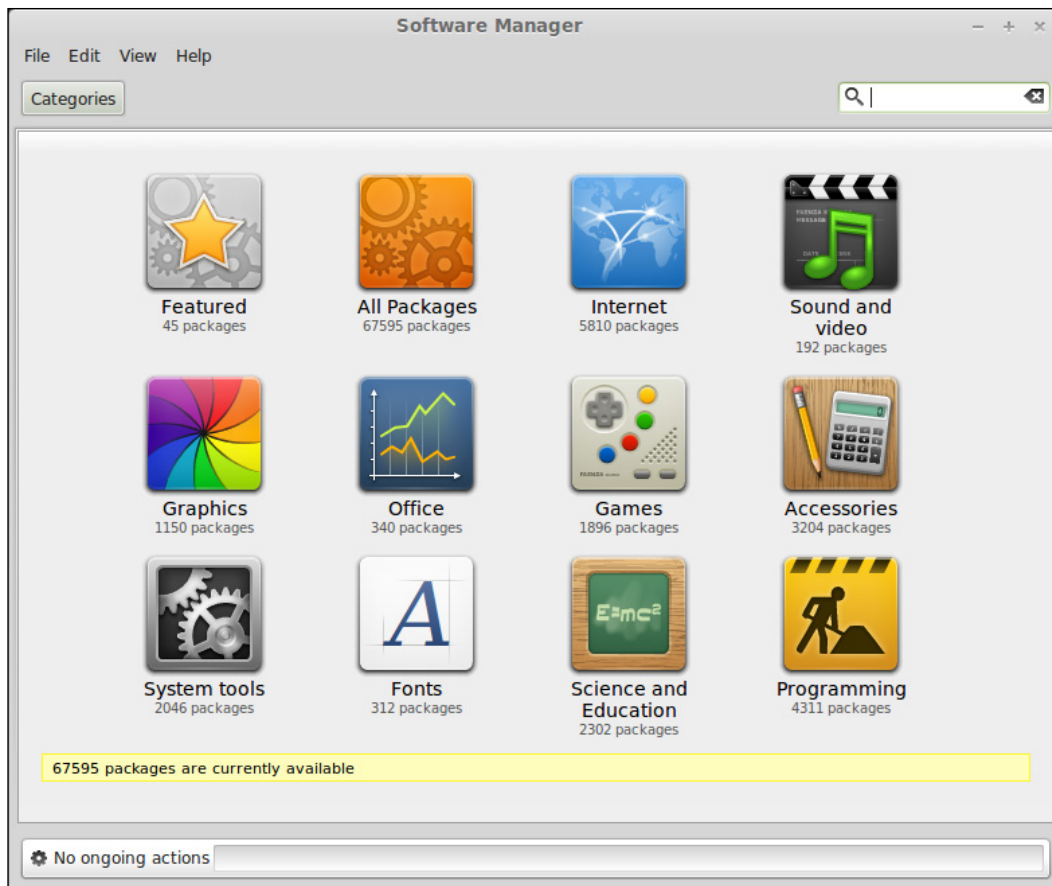 Software Manager
File Edit View Help
Categories
Featured
45 packages
All Packages
67595 packages
Internet
5810 packages
Sound and
video
192 packages
Graphics
1150 packages
Office
340 packages
Games
1896 packages
Accessories
3204 packages
System tools
2046 packages
Fonts
312 packages
E=mc²
Science and
Education
2302 packages
Programming
4311 packages
67595 packages are currently available
No ongoing actions